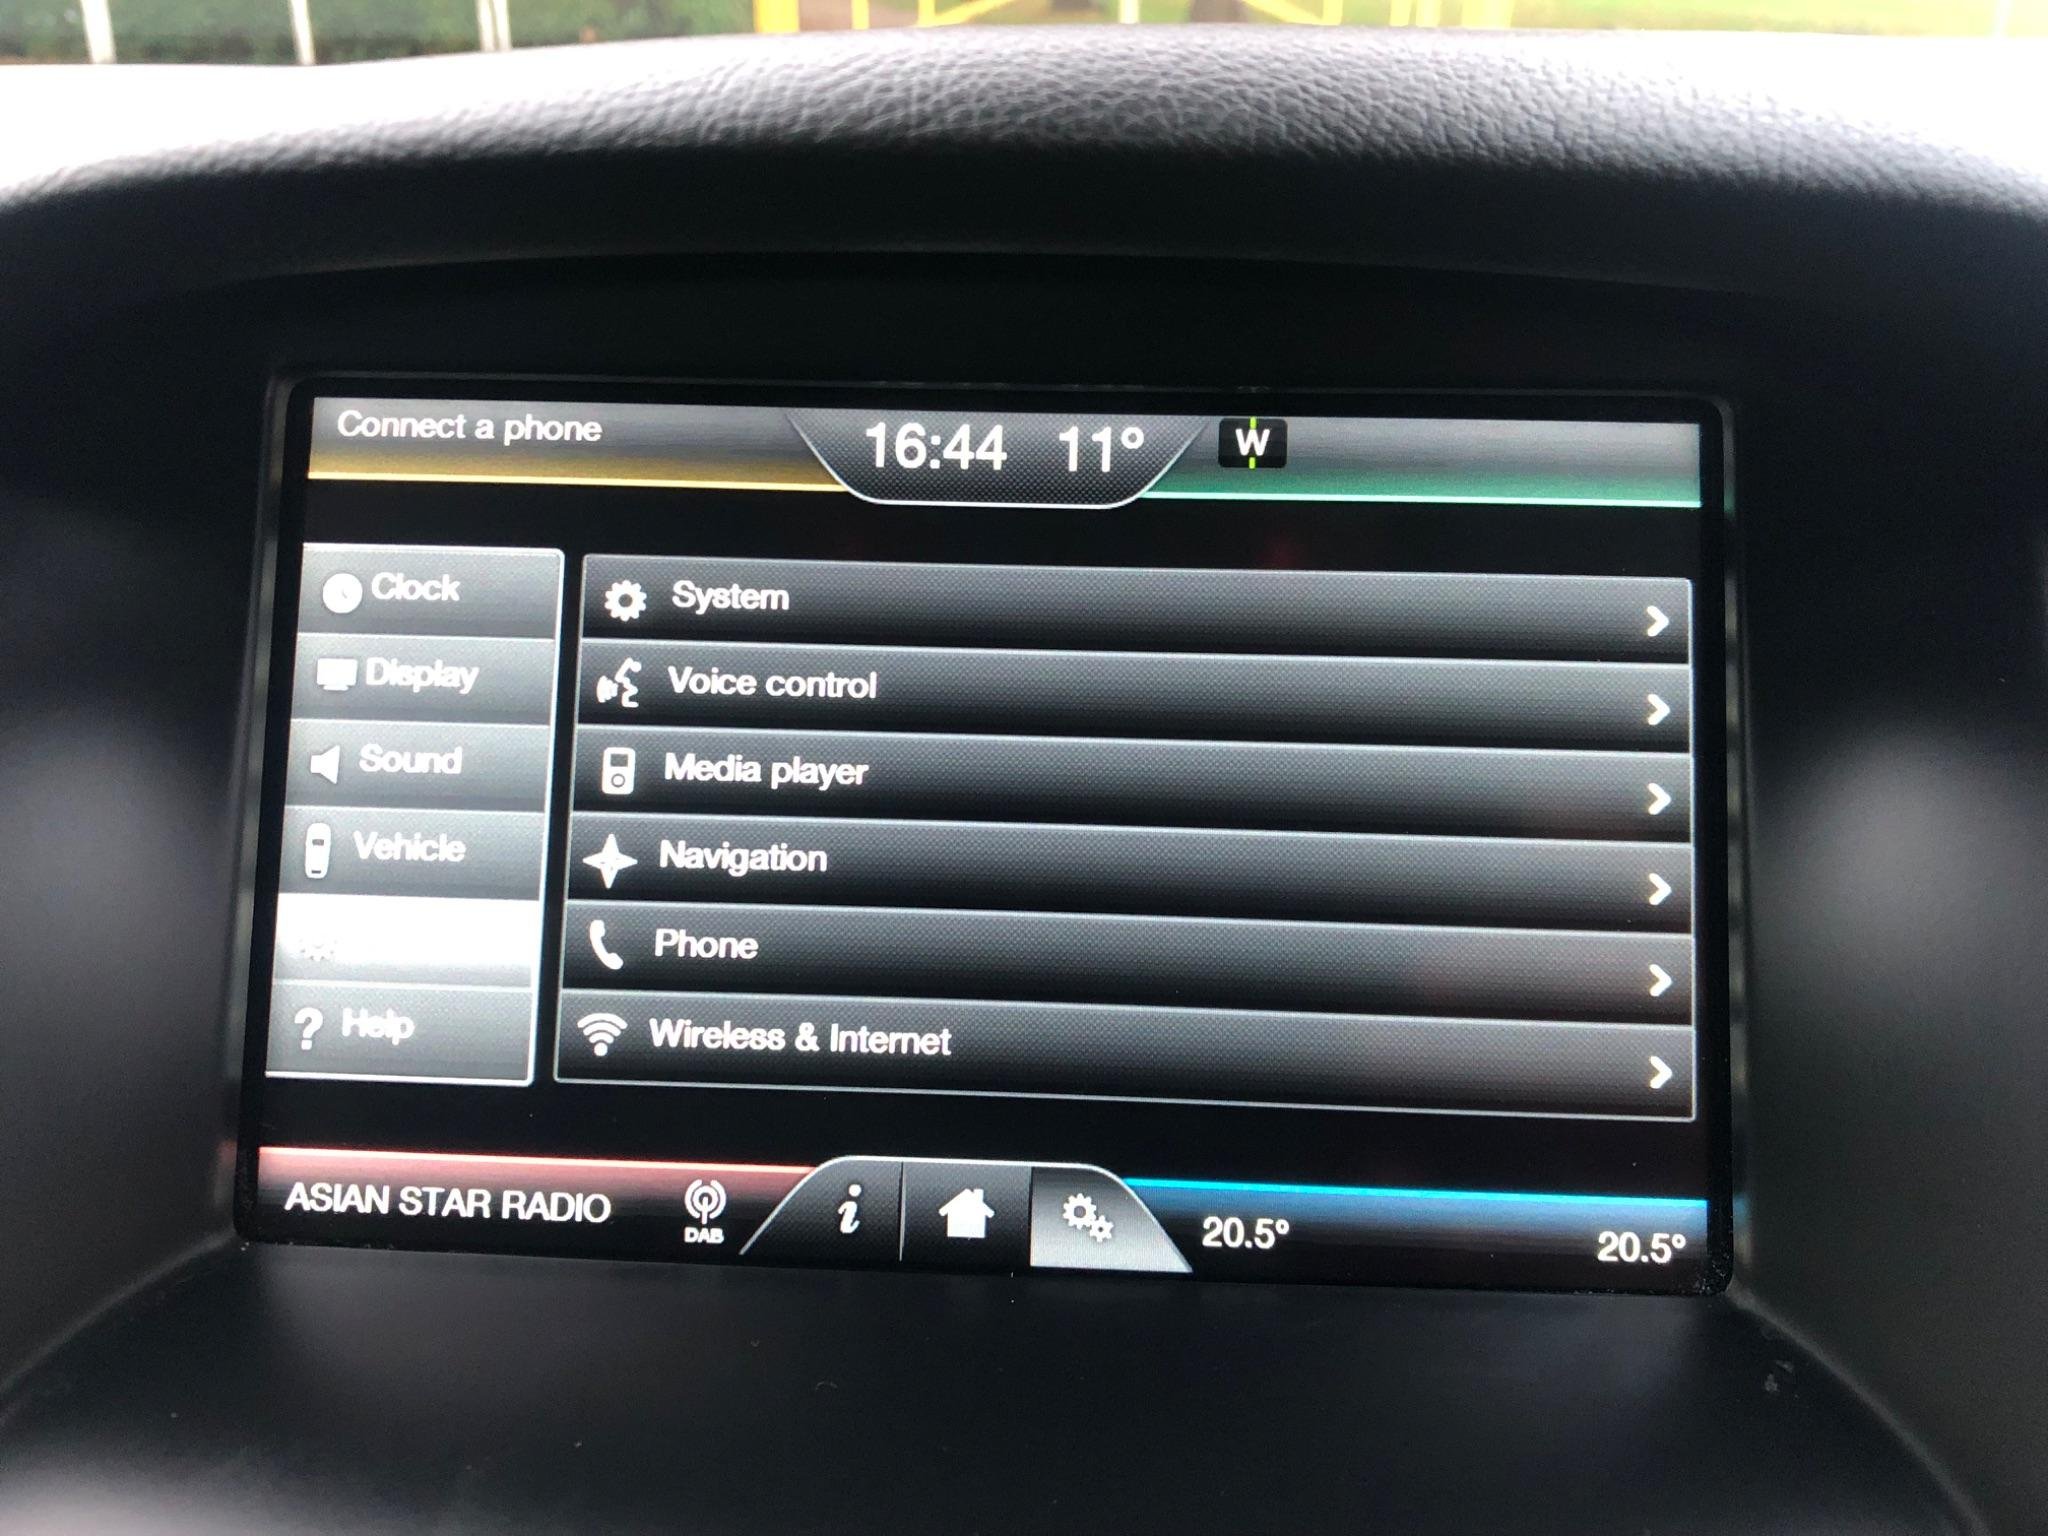 Connect a phone
16:44 11° W
Clock
Display
Sound
Vehicle
? Help
System
Voice control
Media player
Navigation
Phone
Wireless & Internet
ASIAN STAR RADIO DAB i 20.5° 20.5°